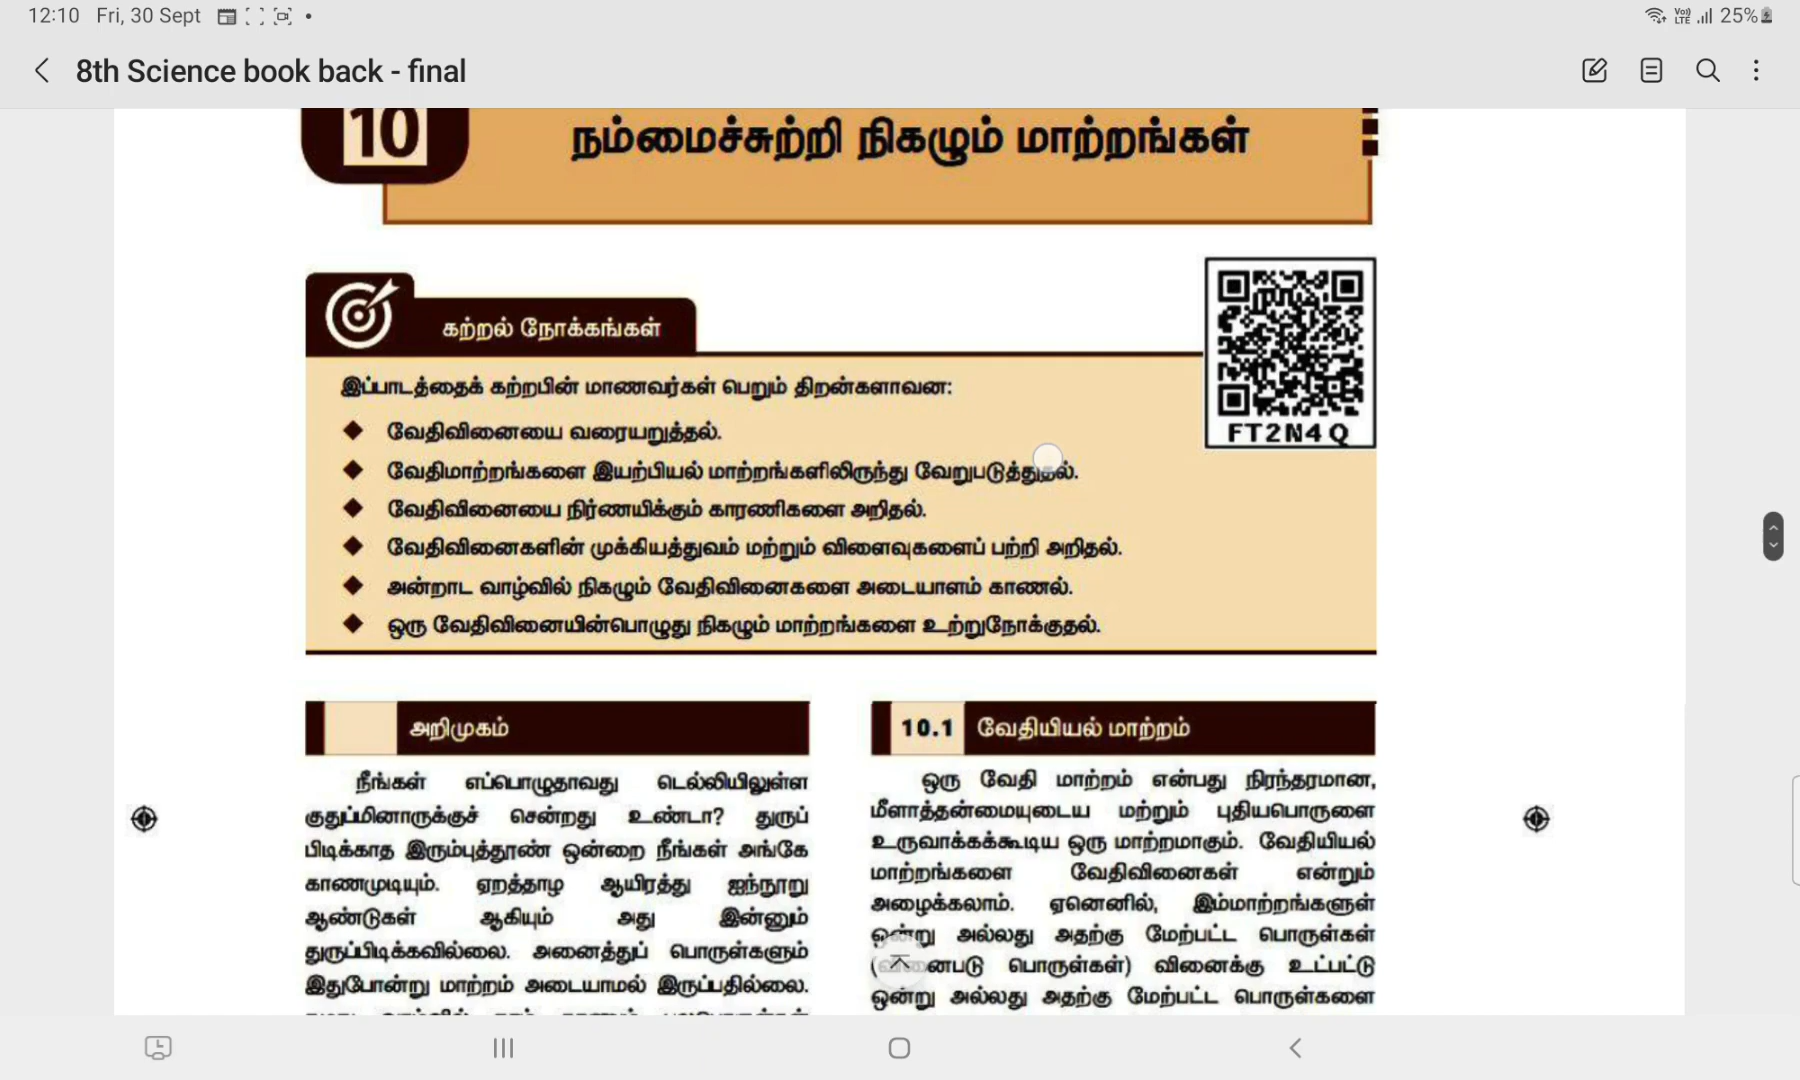 12:10 Fri, 30 Sept
25%
8th Science book back - final
10
நம்மைச்சுற்றி நிகழும் மாற்றங்கள்
கற்றல் நோக்கங்கள்
FT2N4Q
இப்பாடத்தைக் கற்றபின் மாணவர்கள் பெறும் திறன்களாவன:
வேதிவினையை வரையறுத்தல்.
வேதிமாற்றங்களை இயற்பியல் மாற்றங்களிலிருந்து வேறுபடுத்துதல்.
வேதிவினையை நிர்ணயிக்கும் காரணிகளை அறிதல்.
வேதிவினைகளின் முக்கியத்துவம் மற்றும் விளைவுகளைப் பற்றி அறிதல்.
அன்றாட வாழ்வில் நிகழும் வேதிவினைகளை அடையாளம் காணல்.
ஒரு வேதிவினையின்பொழுது நிகழும் மாற்றங்களை உற்றுநோக்குதல்.
அறிமுகம்
நீங்கள் எப்பொழுதாவது டெல்லியிலுள்ள
குதுப்மினாருக்குச் சென்றது உண்டா? துருப்
பிடிக்காத இரும்புத்தூண் ஒன்றை நீங்கள் அங்கே
காணமுடியும். ஏறத்தாழ ஆயிரத்து ஐந்நூறு
ஆண்டுகள் ஆகியும் அது இன்னும்
துருப்பிடிக்கவில்லை. அனைத்துப் பொருள்களும்
இதுபோன்று மாற்றம் அடையாமல் இருப்பதில்லை.
10.1 வேதியியல் மாற்றம்
ஒரு வேதி மாற்றம் என்பது நிரந்தரமான,
மீளாத்தன்மையுடைய மற்றும் புதியபொருளை
உருவாக்கக்கூடிய ஒரு மாற்றமாகும். வேதியியல்
மாற்றங்களை வேதிவினைகள் என்றும்
அழைக்கலாம். ஏனெனில், இம்மாற்றங்களுள்
ஒன்று அல்லது அதற்கு மேற்பட்ட பொருள்கள்
(வினைபடு பொருள்கள்) வினைக்கு உட்பட்டு
ஒன்று அல்லது அதற்கு மேற்பட்ட பொருள்களை